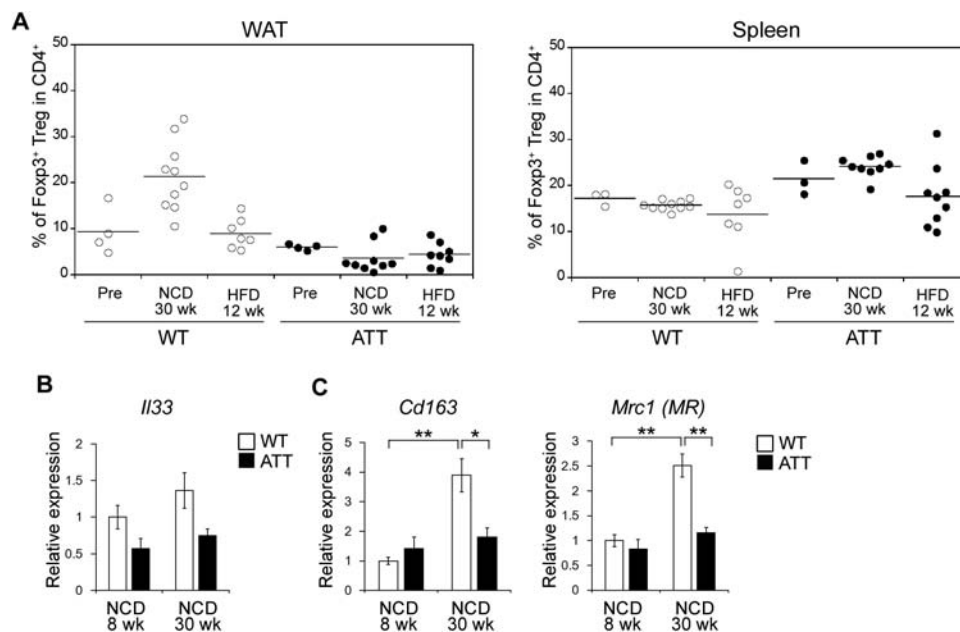 A
WAT
% of Foxp3⁺ Treg in CD4⁺
50
40
30
20
10
0
Pre
NCD
30 wk
HFD
12 wk
Pre
NCD
30 wk
HFD
12 wk
WT
ATT
Spleen
% of Foxp3⁺ Treg in CD4⁺
50
40
30
20
10
0
Pre
NCD
30 wk
HFD
12 wk
Pre
NCD
30 wk
HFD
12 wk
WT
ATT
B
Il33
WT
ATT
Relative expression
2
1.5
1
0.5
0
NCD
8 wk
NCD
30 wk
C
Cd163
** *
Relative expression
5
4
3
2
1
0
NCD
8 wk
NCD
30 wk
Mrc1 (MR)
** **
WT
ATT
Relative expression
3
2.5
2
1.5
1
0.5
0
NCD
8 wk
NCD
30 wk